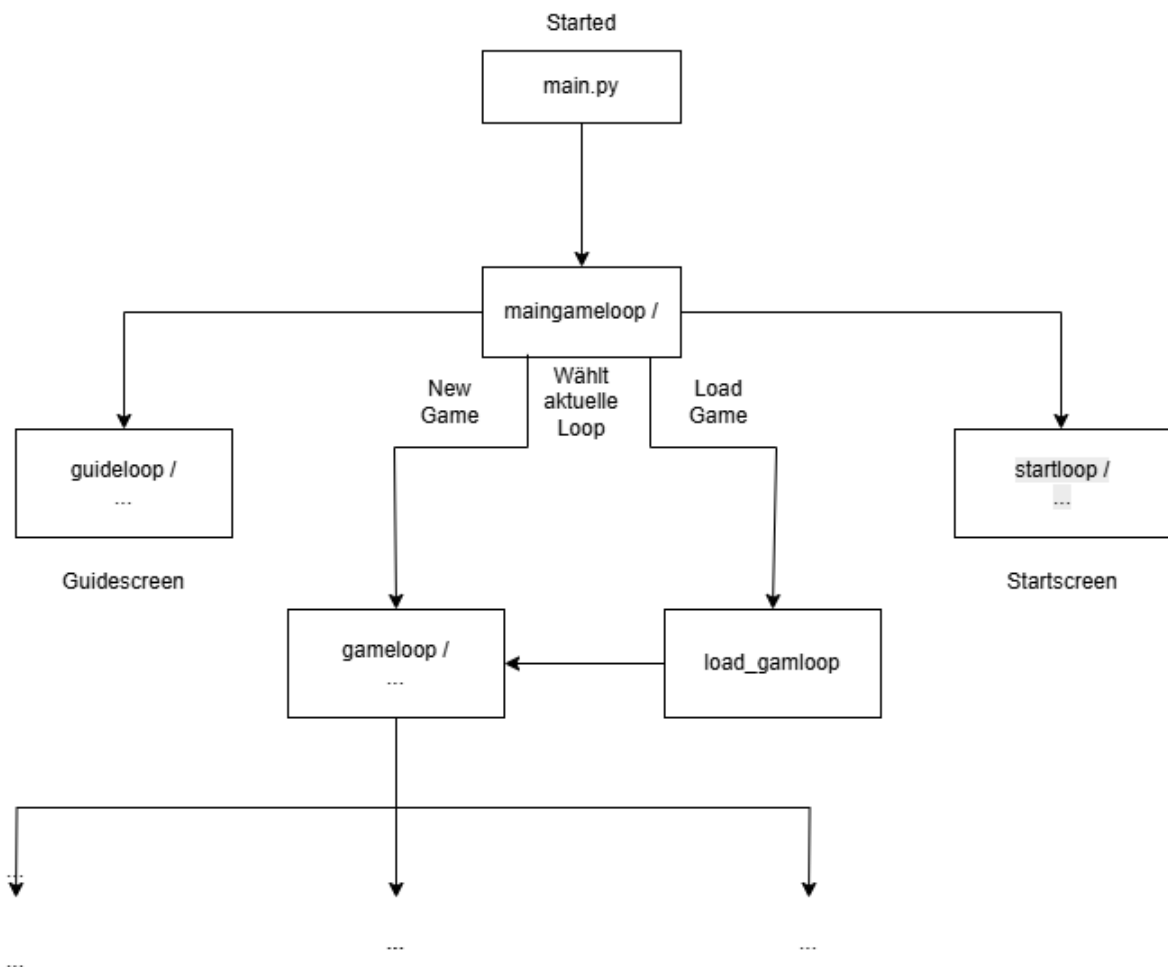 Started
main.py
maingameloop /
New
Game
Wählt
aktuelle
Loop
Load
Game
guideloop /
...
startloop /
...
Guidescreen
Startscreen
gameloop /
...
load_gamloop
...
...
...
...